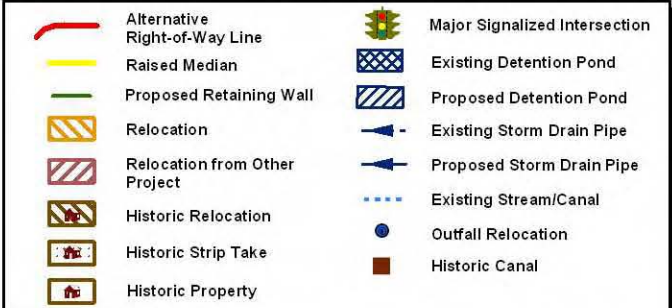 Alternative
Right-of-Way Line
Raised Median
Proposed Retaining Wall
Relocation
Relocation from Other
Project
Historic Relocation
Historic Strip Take
Historic Property
Major Signalized Intersection
Existing Detention Pond
Proposed Detention Pond
Existing Storm Drain Pipe
Proposed Storm Drain Pipe
Existing Stream/Canal
Outfall Relocation
Historic Canal